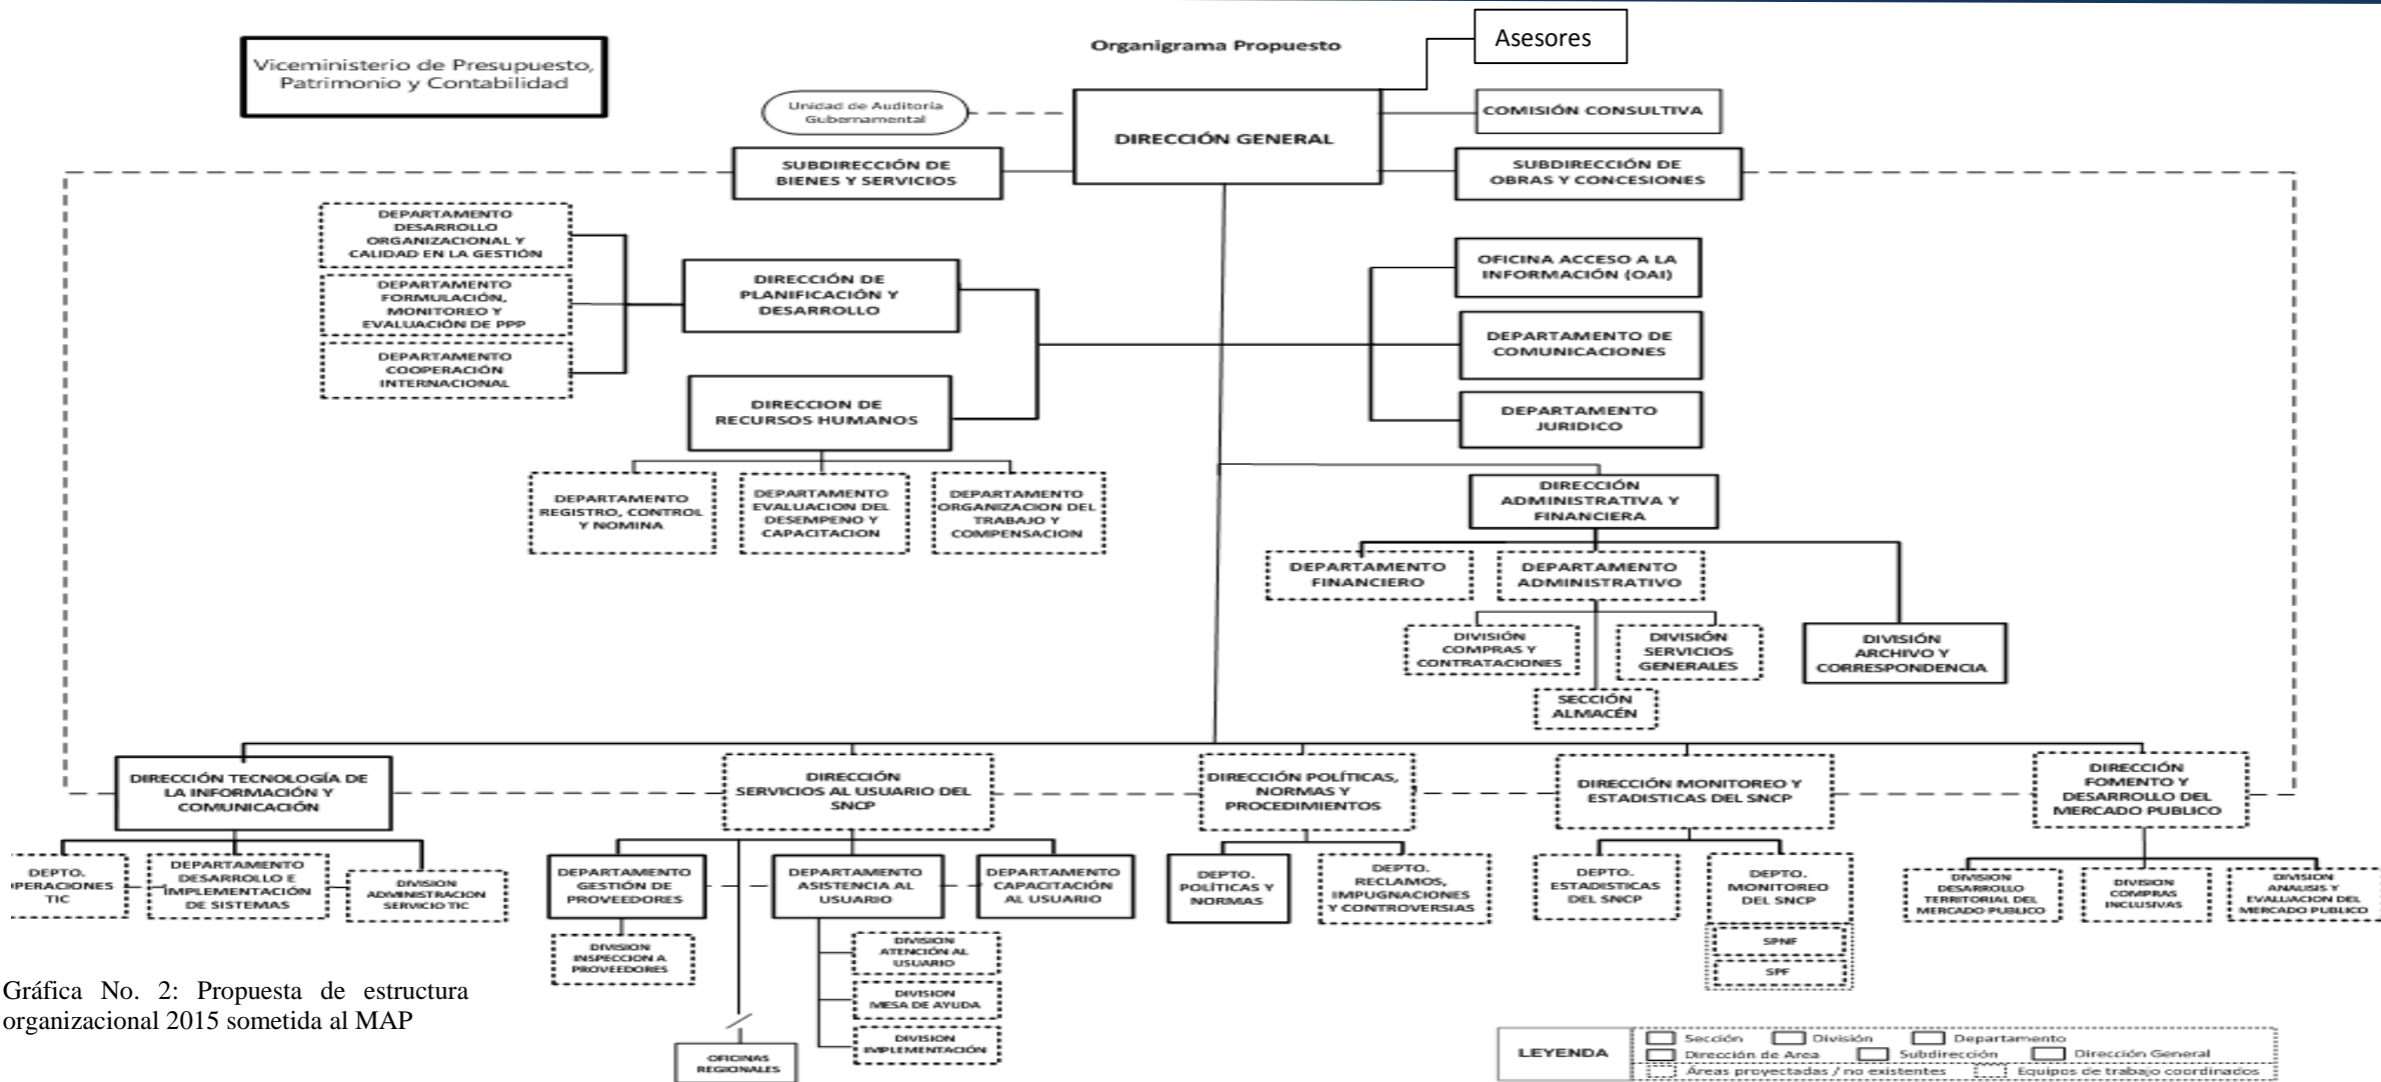 Organigrama Propuesto
Asesores
Viceministerio de Presupuesto,
Patrimonio y Contabilidad
Unidad de Auditoría
Gubernamental
DIRECCIÓN GENERAL
COMISIÓN CONSULTIVA
SUBDIRECCIÓN DE
BIENES Y SERVICIOS
SUBDIRECCIÓN DE
OBRAS Y CONCESIONES
DEPARTAMENTO
DESARROLLO
ORGANIZACIONAL Y
CALIDAD EN LA GESTIÓN
DEPARTAMENTO
FORMULACIÓN,
MONITOREO Y
EVALUACIÓN DE PPP
DEPARTAMENTO
COOPERACIÓN
INTERNACIONAL
DIRECCIÓN DE
PLANIFICACIÓN Y
DESARROLLO
OFICINA ACCESO A LA
INFORMACIÓN (OAI)
DEPARTAMENTO DE
COMUNICACIONES
DEPARTAMENTO
JURIDICO
DIRECCION DE
RECURSOS HUMANOS
DEPARTAMENTO
REGISTRO, CONTROL
Y NOMINA
DEPARTAMENTO
EVALUACION DEL
DESEMPENO Y
CAPACITACION
DEPARTAMENTO
ORGANIZACION DEL
TRABAJO Y
COMPENSACION
DIRECCIÓN
ADMINISTRATIVA Y
FINANCIERA
DEPARTAMENTO
FINANCIERO
DEPARTAMENTO
ADMINISTRATIVO
DIVISIÓN
COMPRAS Y
CONTRATACIONES
DIVISIÓN
SERVICIOS
GENERALES
DIVISIÓN
ARCHIVO Y
CORRESPONDENCIA
SECCIÓN
ALMACÉN
DIRECCIÓN TECNOLOGÍA DE
LA INFORMACIÓN Y
COMUNICACIÓN
DIRECCIÓN
SERVICIOS AL USUARIO DEL
SNCP
DIRECCIÓN POLÍTICAS,
NORMAS Y
PROCEDIMIENTOS
DIRECCIÓN MONITOREO Y
ESTADISTICAS DEL SNCP
DIRECCIÓN
FOMENTO Y
DESARROLLO DEL
MERCADO PUBLICO
DEPTO.
PERACIONES
TIC
DEPARTAMENTO
DESARROLLO E
IMPLEMENTACIÓN
DE SISTEMAS
DIVISION
ADMINISTRACION
SERVICIO TIC
DEPARTAMENTO
GESTIÓN DE
PROVEEDORES
DEPARTAMENTO
ASISTENCIA AL
USUARIO
DEPARTAMENTO
CAPACITACIÓN
AL USUARIO
DEPTO.
POLÍTICAS Y
NORMAS
DEPTO.
RECLAMOS,
IMPUGNACIONES
Y CONTROVERSIAS
DEPTO.
ESTADISTICAS
DEL SNCP
DEPTO.
MONITOREO
DEL SNCP
SPNF
SPF
DIVISION
DESARROLLO
TERRITORIAL DEL
MERCADO PUBLICO
DIVISION
COMPRAS
INCLUSIVAS
DIVISION
ANALISIS Y
EVALUACION DEL
MERCADO PUBLICO
DIVISION
INSPECCION A
PROVEEDORES
DIVISION
ATENCIÓN AL
USUARIO
DIVISION
MESA DE AYUDA
DIVISION
IMPLEMENTACIÓN
OFICINAS
REGIONALES
Gráfica No. 2: Propuesta de estructura
organizacional 2015 sometida al MAP
LEYENDA
Sección División Departamento
Dirección de Area Subdirección Dirección General
Áreas proyectadas / no existentes Equipos de trabajo coordinados